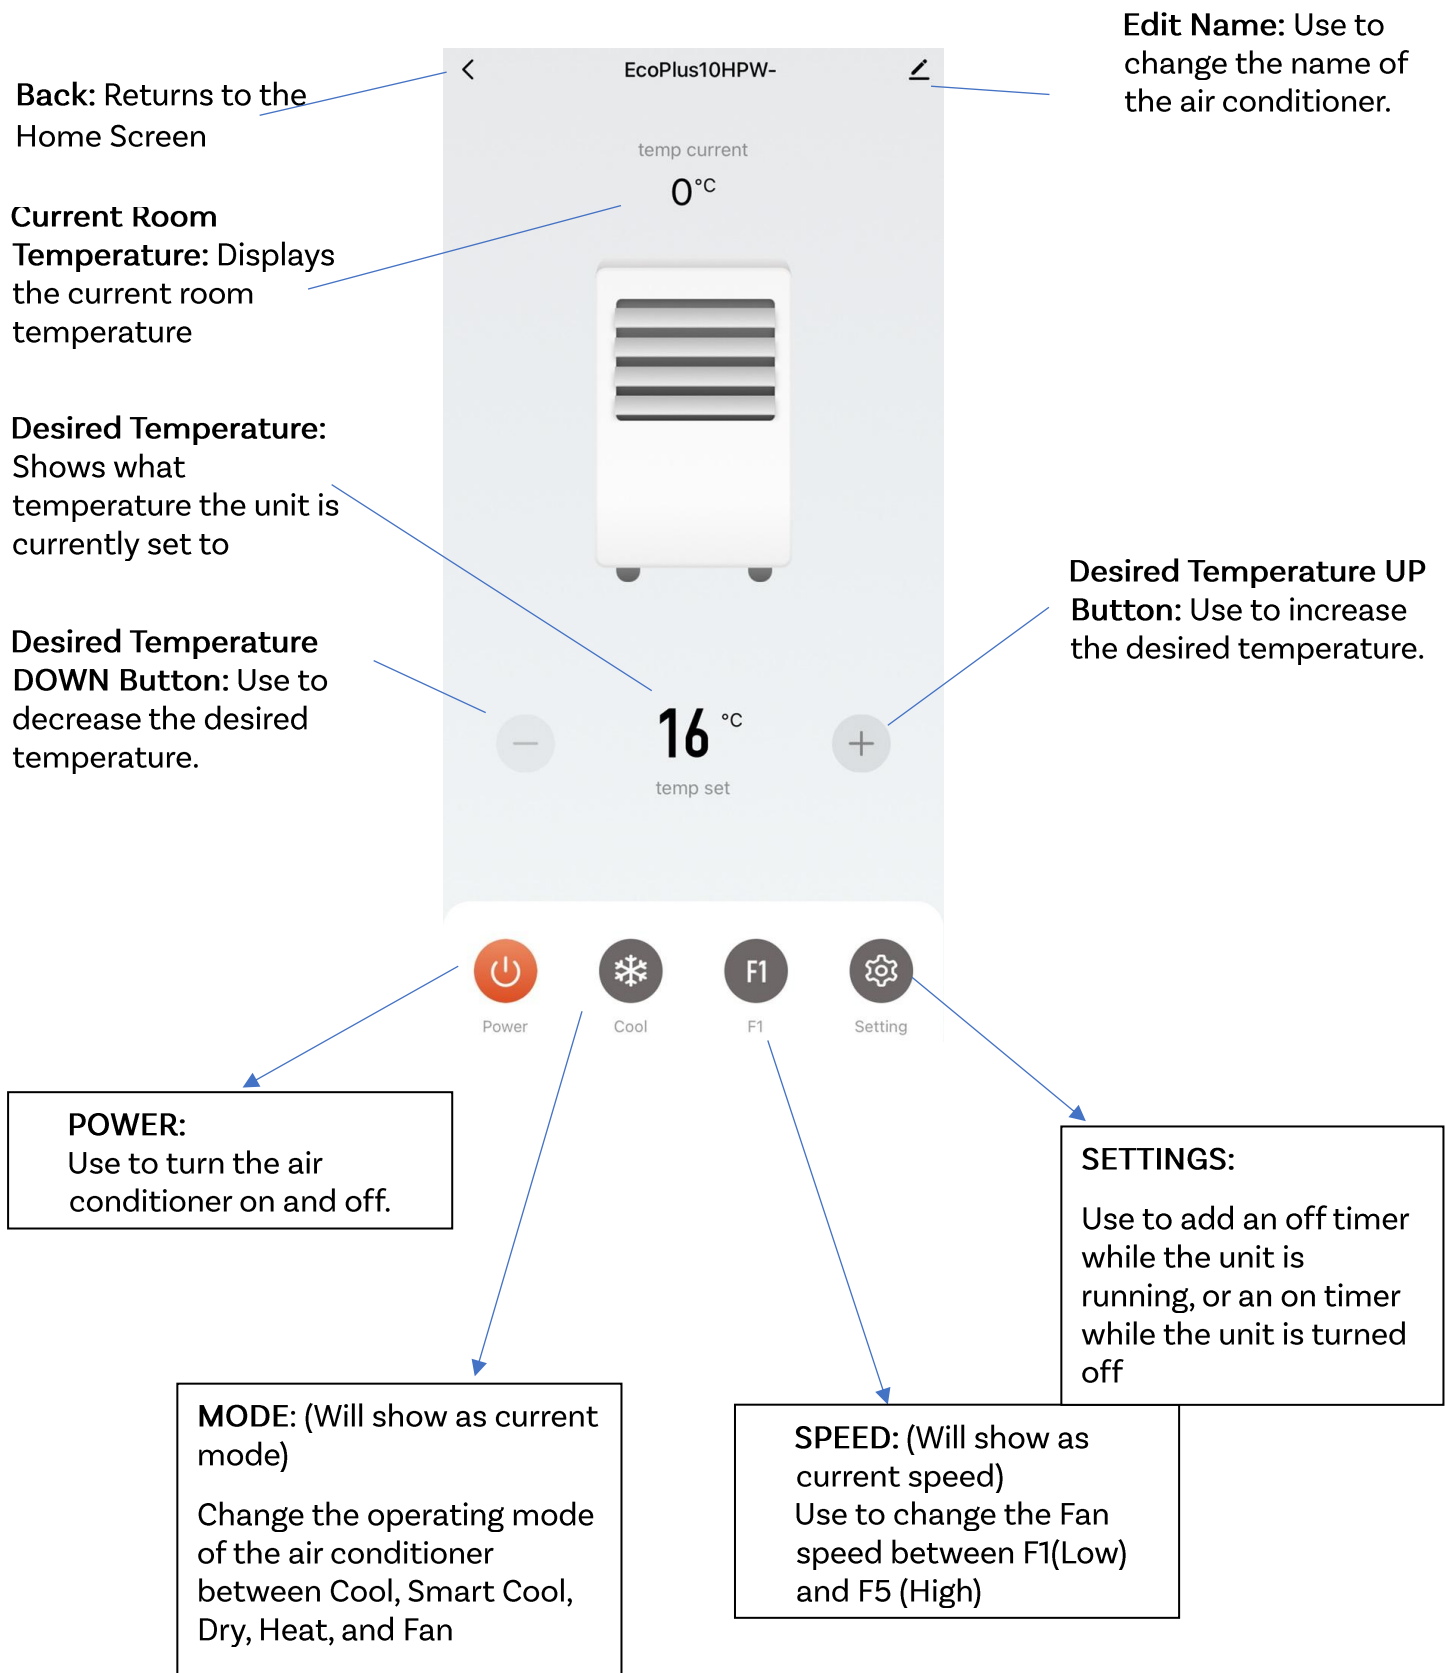 Edit Name: Use to
change the name of
the air conditioner.
EcoPlus10HPW-
Back: Returns to the
Home Screen
temp current
0°C
Current Room
Temperature: Displays
the current room
temperature
Desired Temperature:
Shows what
temperature the unit is
currently set to
Desired Temperature UP
Button: Use to increase
the desired temperature.
Desired Temperature
DOWN Button: Use to
decrease the desired
temperature.
16 °C
temp set
F1
Power
Cool
F1
Setting
POWER:
Use to turn the air
conditioner on and off.
SETTINGS:
Use to add an off timer
while the unit is
running, or an on timer
while the unit is turned
off
MODE: (Will show as current
mode)
Change the operating mode
of the air conditioner
between Cool, Smart Cool,
Dry, Heat, and Fan
SPEED: (Will show as
current speed)
Use to change the Fan
speed between F1(Low)
and F5 (High)